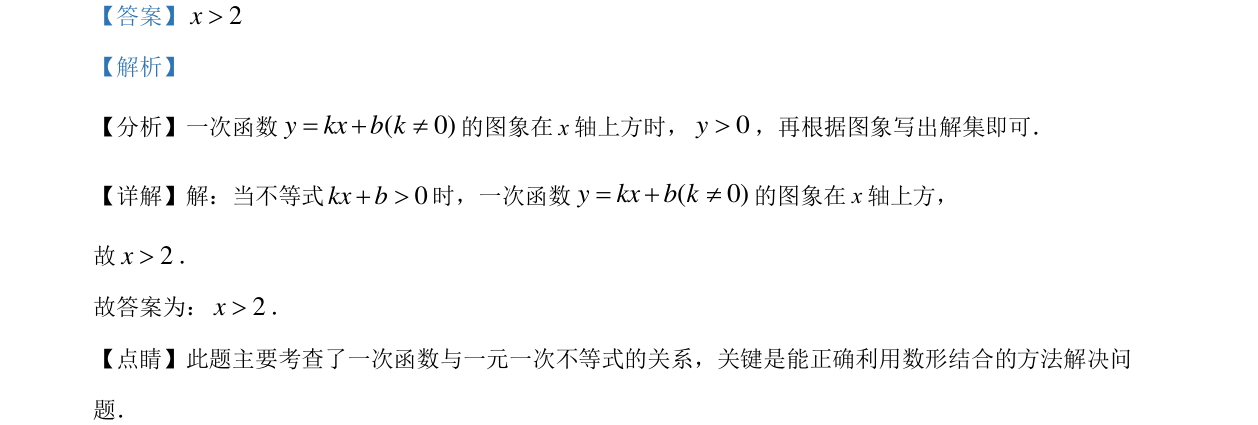 【答案】x > 2
【解析】
【分析】一次函数 y = kx + b(k ≠ 0) 的图象在 x 轴上方时， y > 0 ，再根据图象写出解集即可．
【详解】解：当不等式 kx + b > 0 时，一次函数 y = kx + b(k ≠ 0) 的图象在 x 轴上方，
故 x > 2．
故答案为： x > 2．
【点睛】此题主要考查了一次函数与一元一次不等式的关系，关键是能正确利用数形结合的方法解决问
题．